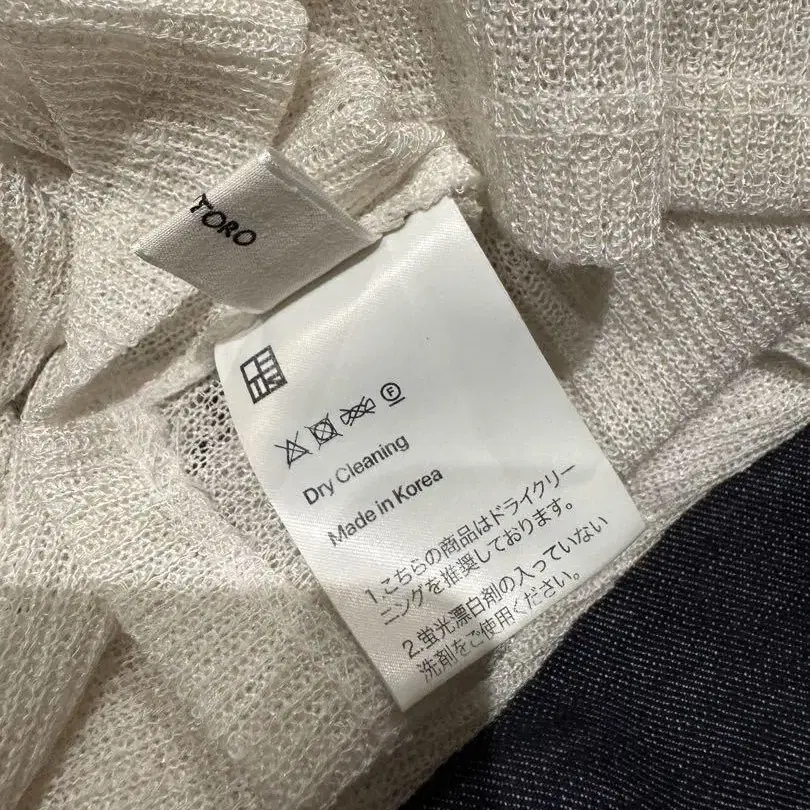 TORO
F
Dry Cleaning
Made in Korea
1.こちらの商品はドライクリー
ニングを推奨しております。
2.蛍光漂白剤の入っていない
洗剤をご使用ください。